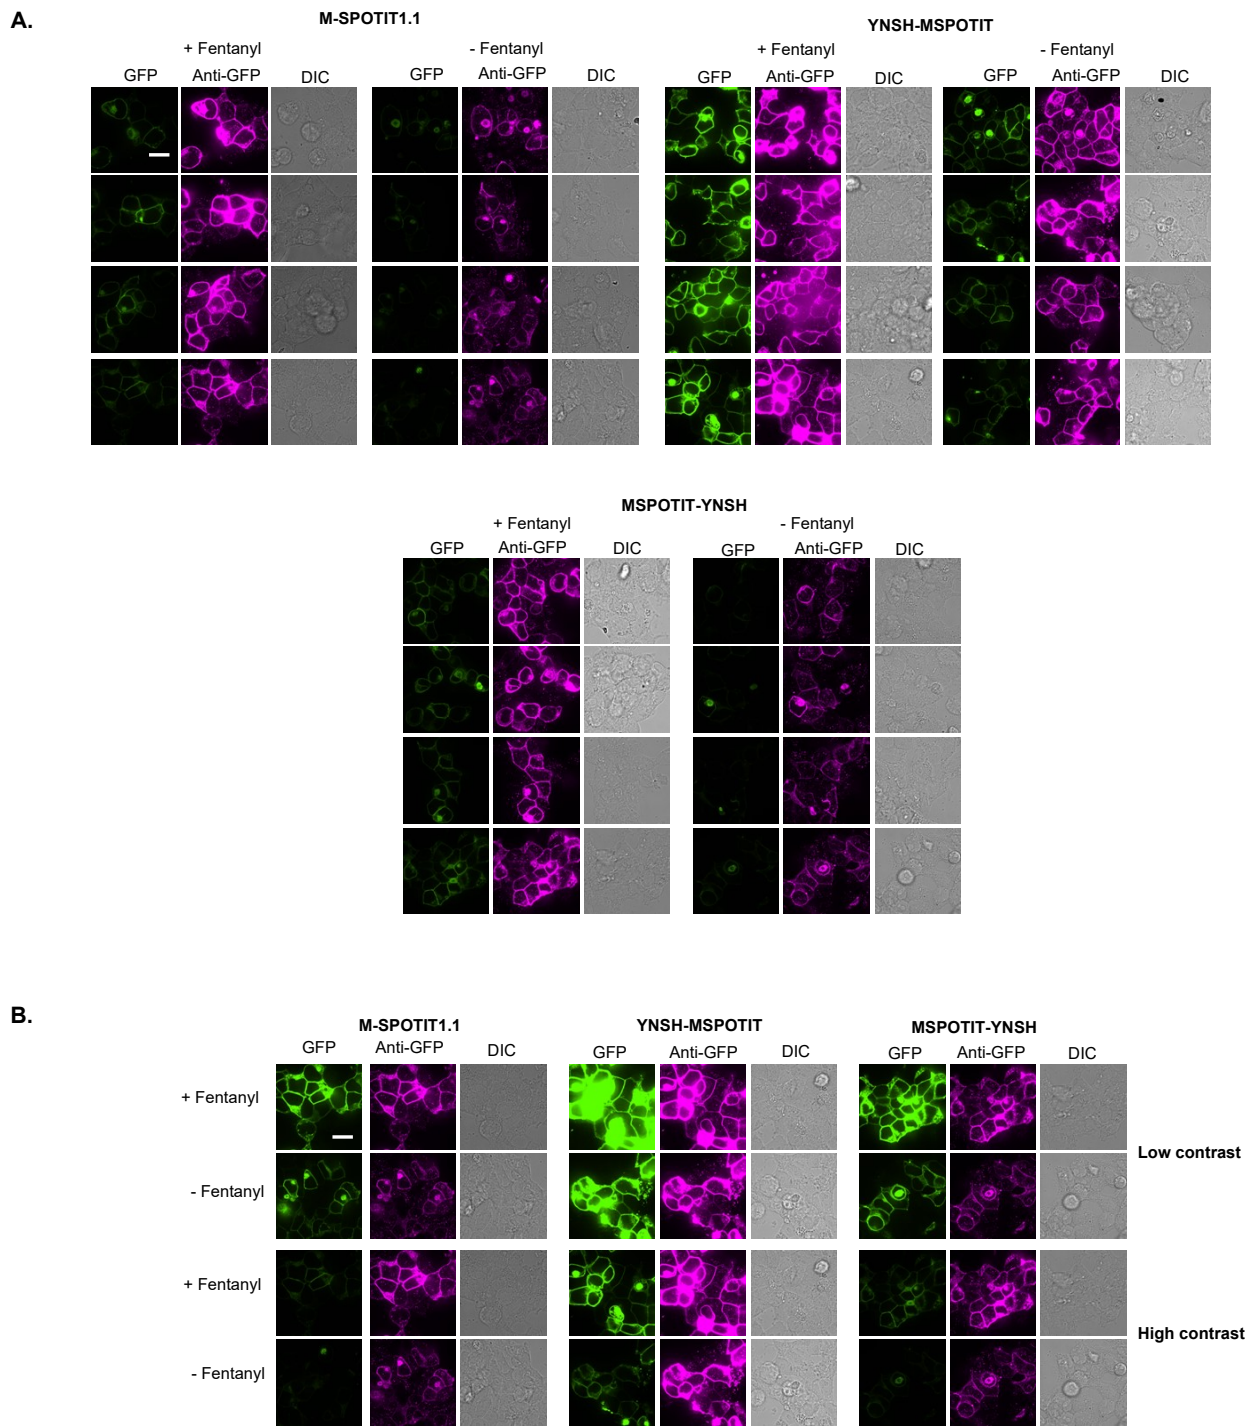 A.
M-SPOTIT1.1
YNSH-MSPOTIT
+ Fentanyl
- Fentanyl
+ Fentanyl
- Fentanyl
GFP
Anti-GFP
DIC
GFP
Anti-GFP
DIC
GFP
Anti-GFP
DIC
GFP
Anti-GFP
DIC
MSPOTIT-YNSH
+ Fentanyl
- Fentanyl
GFP
Anti-GFP
DIC
GFP
Anti-GFP
DIC
B.
M-SPOTIT1.1
YNSH-MSPOTIT
MSPOTIT-YNSH
GFP
Anti-GFP
DIC
GFP
Anti-GFP
DIC
GFP
Anti-GFP
DIC
+ Fentanyl
- Fentanyl
Low contrast
+ Fentanyl
- Fentanyl
High contrast